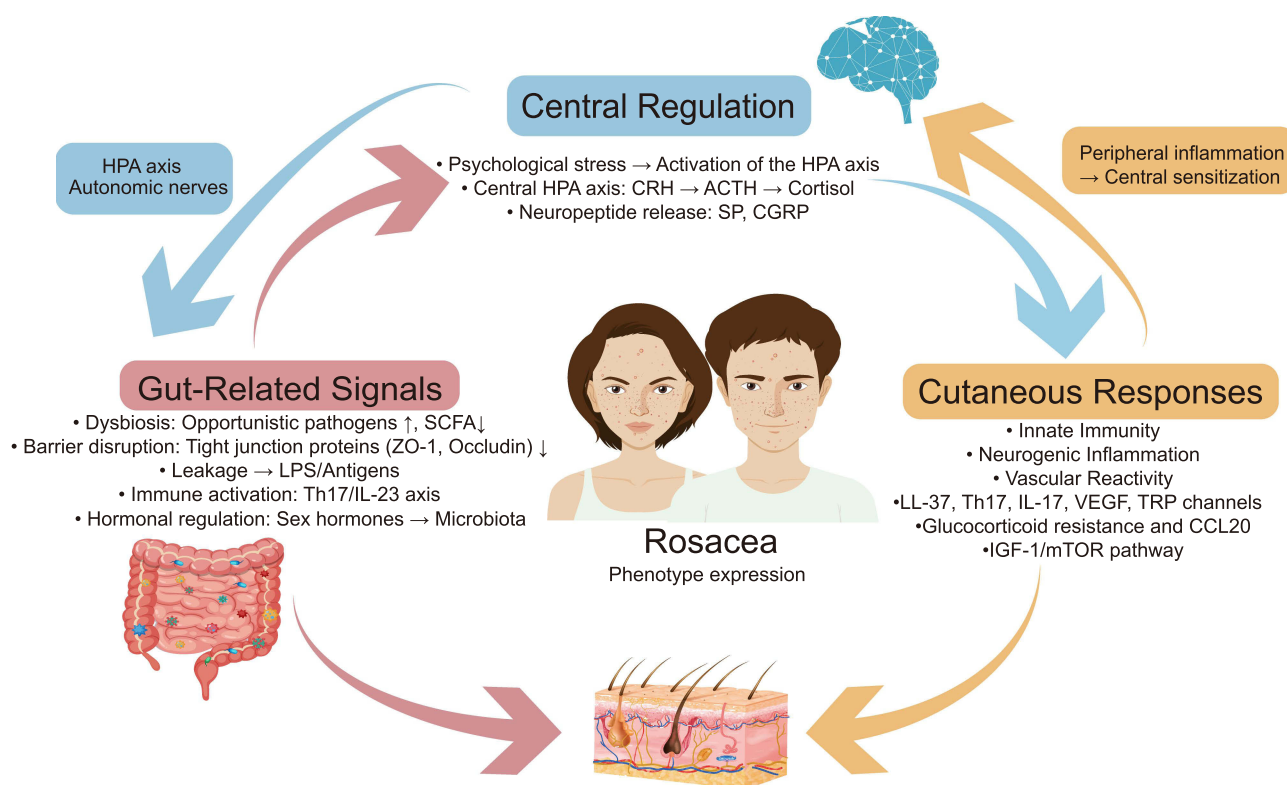 Central Regulation
• Psychological stress → Activation of the HPA axis
• Central HPA axis: CRH → ACTH → Cortisol
• Neuropeptide release: SP, CGRP
HPA axis
Autonomic nerves
Peripheral inflammation
→ Central sensitization
Gut-Related Signals
• Dysbiosis: Opportunistic pathogens ↑, SCFA↓
• Barrier disruption: Tight junction proteins (ZO-1, Occludin) ↓
• Leakage → LPS/Antigens
• Immune activation: Th17/IL-23 axis
• Hormonal regulation: Sex hormones → Microbiota
Cutaneous Responses
• Innate Immunity
• Neurogenic Inflammation
• Vascular Reactivity
•LL-37, Th17, IL-17, VEGF, TRP channels
•Glucocorticoid resistance and CCL20
•IGF-1/mTOR pathway
Rosacea
Phenotype expression